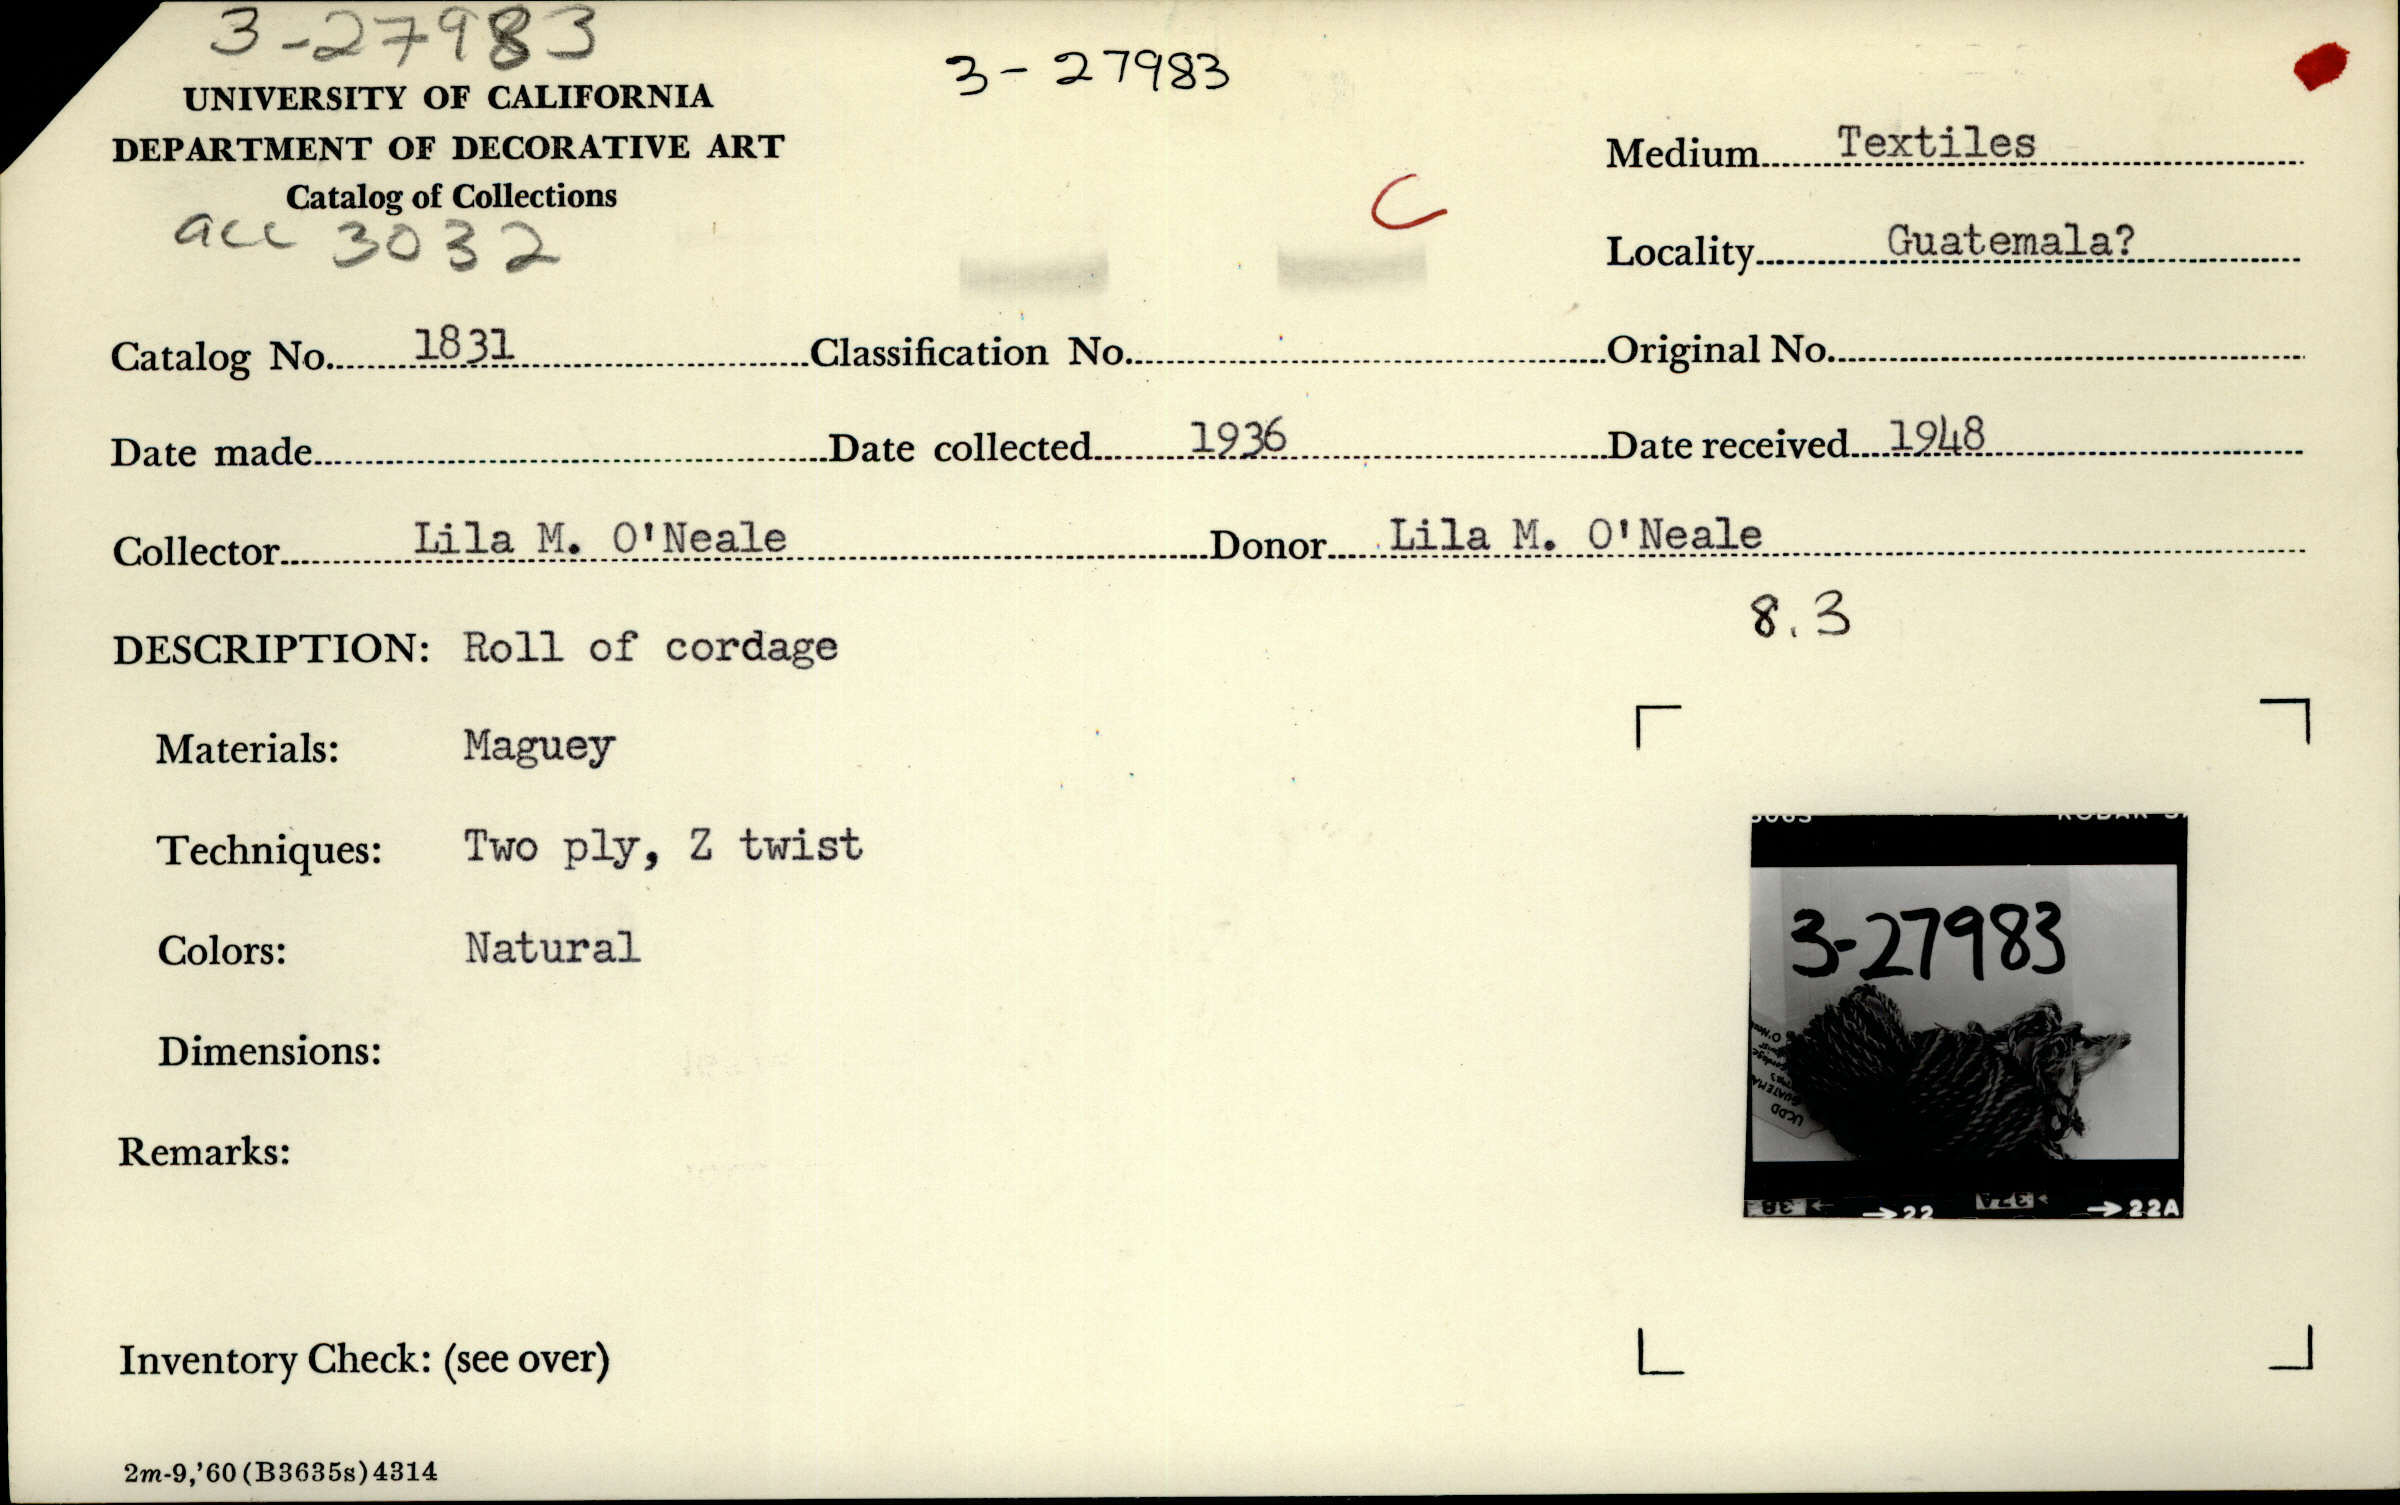 3-27983
3-27983
UNIVERSITY OF CALIFORNIA
DEPARTMENT OF DECORATIVE ART
Catalog of Collections
acc 3032
C
Medium Textiles
Locality Guatemala?
Catalog No. 1831 Classification No. Original No.
Date made Date collected 1936 Date received 1948
Collector Lila M. O'Neale Donor Lila M. O'Neale
8.3
DESCRIPTION: Roll of cordage
Materials: Maguey
Techniques: Two ply, Z twist
Colors: Natural
Dimensions:
Remarks:
3-27983
UCDD
→22
→22A
Inventory Check: (see over)
2m-9,'60(B3635s)4314